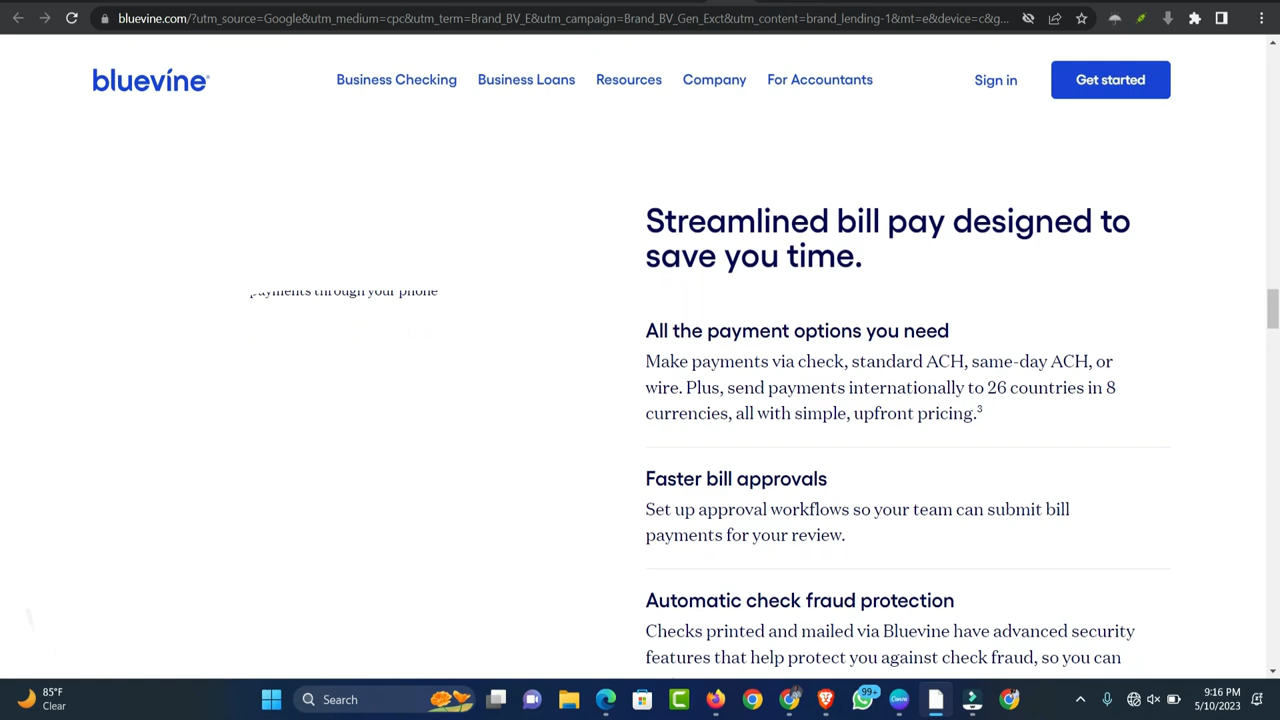 bluevine.com/?utm_source=Google&utm_medium=cpc&utm_term=Brand_BV_E&utm_campaign=Brand_BV_Gen_Exct&utm_content=brand_lending-1&mt=e&device=c&g...
bluevine
Business Checking
Business Loans
Resources
Company
For Accountants
Sign in
Get started
Streamlined bill pay designed to
save you time.
payments through your phone
All the payment options you need
Make payments via check, standard ACH, same-day ACH, or
wire. Plus, send payments internationally to 26 countries in 8
currencies, all with simple, upfront pricing.³
Faster bill approvals
Set up approval workflows so your team can submit bill
payments for your review.
Automatic check fraud protection
Checks printed and mailed via Bluevine have advanced security
features that help protect you against check fraud, so you can
85°F
Clear
Search
99+
9:16 PM
5/10/2023